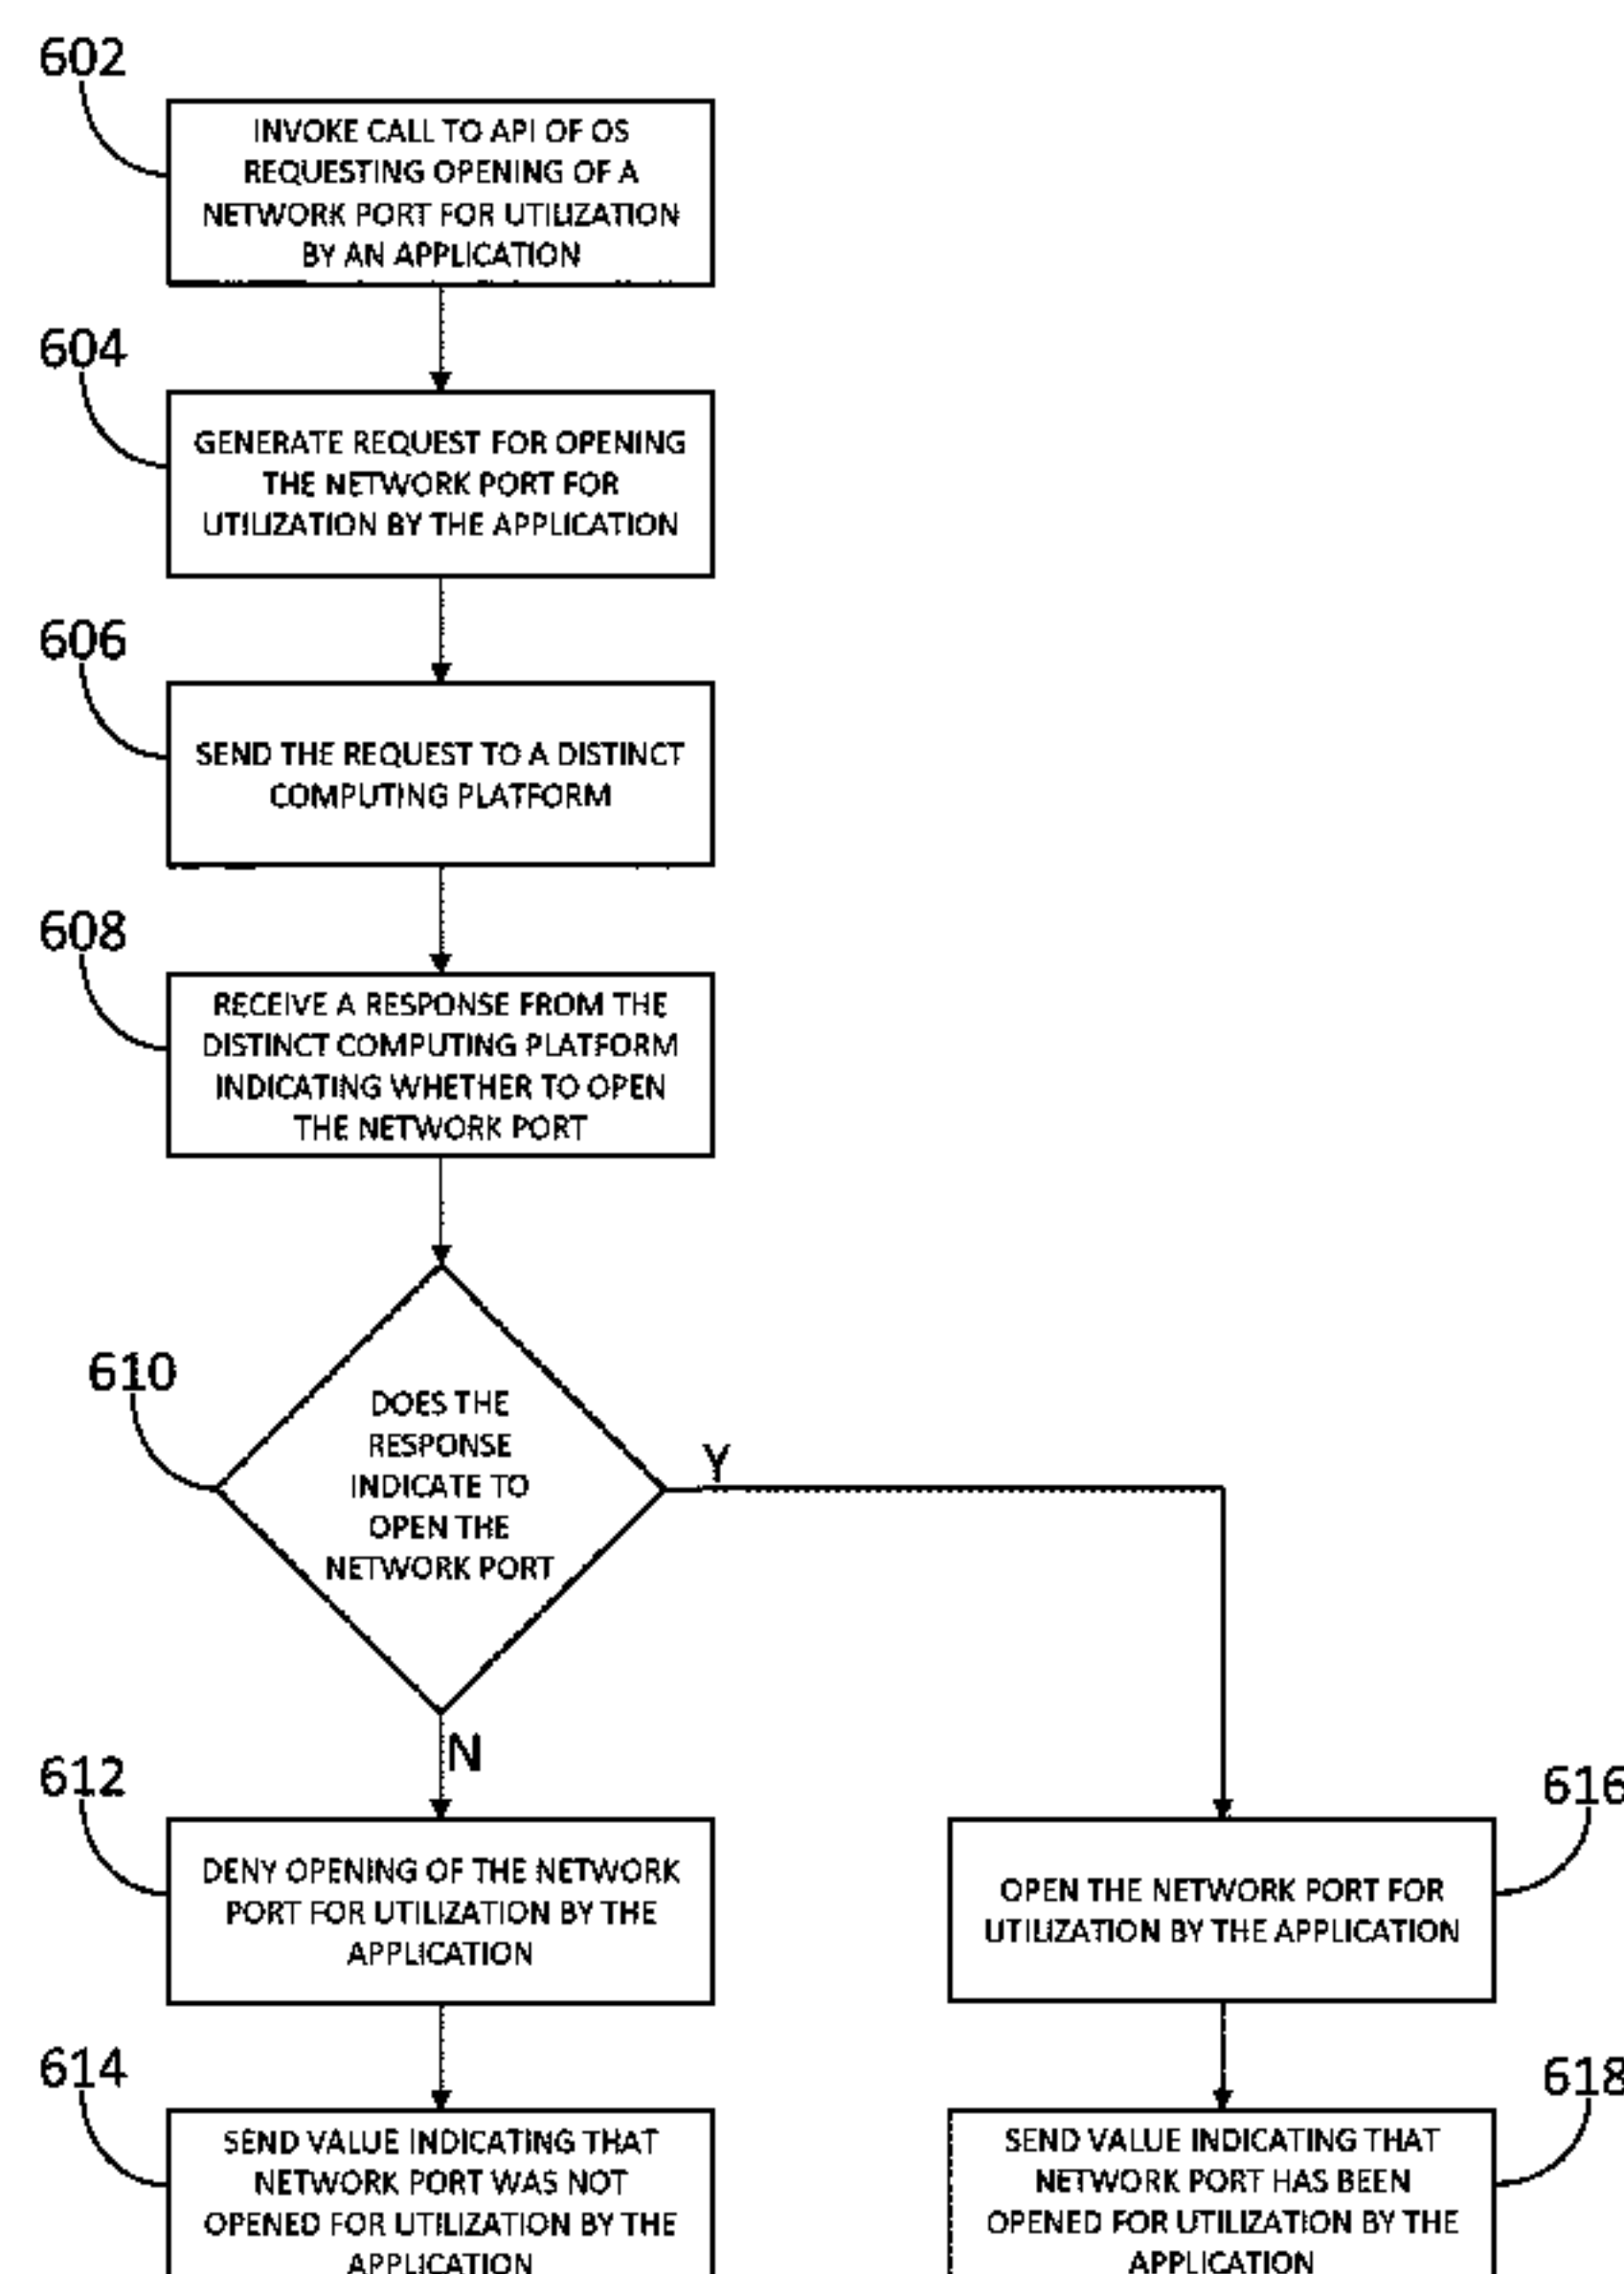 602
INVOKE CALL TO API OF OS
REQUESTING OPENING OF A
NETWORK PORT FOR UTILIZATION
BY AN APPLICATION
604
GENERATE REQUEST FOR OPENING
THE NETWORK PORT FOR
UTILIZATION BY THE APPLICATION
606
SEND THE REQUEST TO A DISTINCT
COMPUTING PLATFORM
608
RECEIVE A RESPONSE FROM THE
DISTINCT COMPUTING PLATFORM
INDICATING WHETHER TO OPEN
THE NETWORK PORT
610
DOES THE
RESPONSE
INDICATE TO
OPEN THE
NETWORK PORT
Y
N
612
DENY OPENING OF THE NETWORK
PORT FOR UTILIZATION BY THE
APPLICATION
616
OPEN THE NETWORK PORT FOR
UTILIZATION BY THE APPLICATION
614
SEND VALUE INDICATING THAT
NETWORK PORT WAS NOT
OPENED FOR UTILIZATION BY THE
APPLICATION
618
SEND VALUE INDICATING THAT
NETWORK PORT HAS BEEN
OPENED FOR UTILIZATION BY THE
APPLICATION